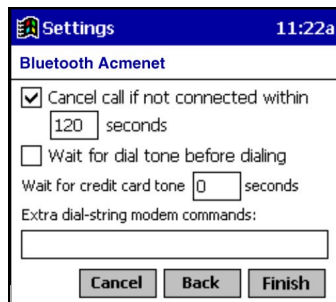 Settings 11:22a
Bluetooth Acmenet
Cancel call if not connected within
120 seconds
Wait for dial tone before dialing
Wait for credit card tone 0 seconds
Extra dial-string modem commands:
Cancel Back Finish